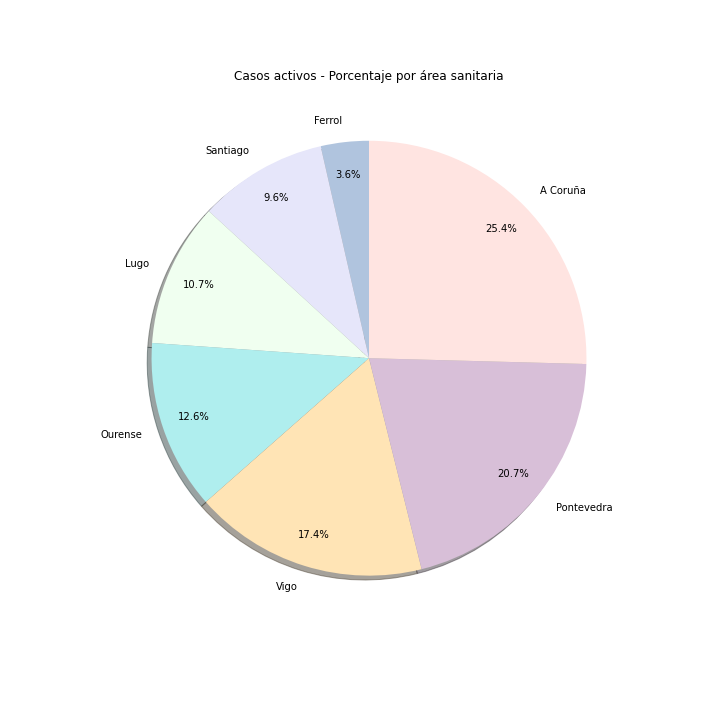 Casos activos - Porcentaje por área sanitaria
Ferrol
3.6%
Santiago
9.6%
A Coruña
25.4%
Lugo
10.7%
Ourense
12.6%
Pontevedra
20.7%
Vigo
17.4%